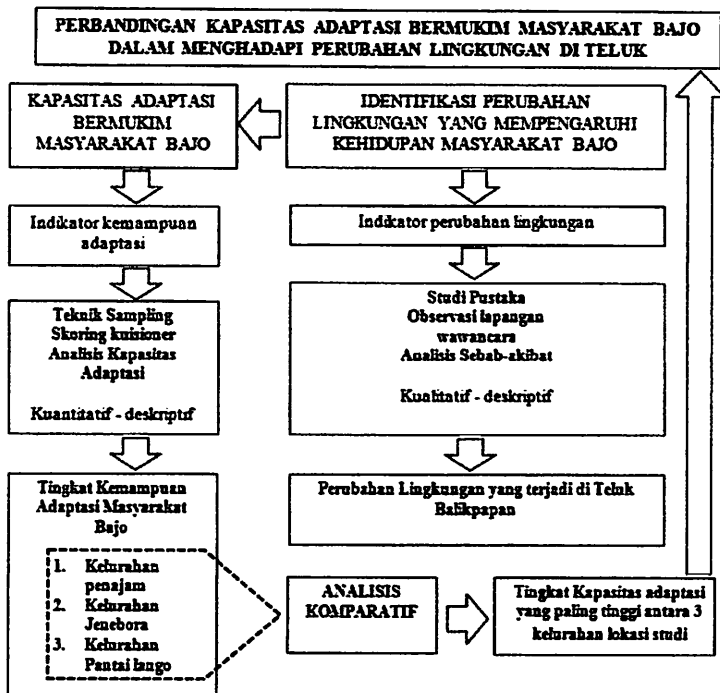 PERBANDINGAN KAPASITAS ADAPTASI BERMUKIM MASYARAKAT BAJO
DALAM MENGHADAPI PERUBAHAN LINGKUNGAN DI TELUK
KAPASITAS ADAPTASI
BERMUKIM
MASYARAKAT BAJO
IDENTIFIKASI PERUBAHAN
LINGKUNGAN YANG MEMPENGARUHI
KEHIDUPAN MASYARAKAT BAJO
Indikator kemampuan
adaptasi
Indikator perubahan lingkungan
Teknik Sampling
Skoring kuisioner
Analisis Kapasitas
Adaptasi
Kuantitatif - deskriptif
Studi Pustaka
Observasi lapangan
wawancara
Analisis Sebab-akibat
Kualitatif - deskriptif
Tingkat Kemampuan
Adaptasi Masyarakat
Bajo
1. Kelurahan
penajam
2. Kelurahan
Jenebora
3. Kelurahan
Pantai lango
Perubahan Lingkungan yang terjadi di Teluk
Balikpapan
ANALISIS
KOMPARATIF
Tingkat Kapasitas adaptasi
yang paling tinggi antara 3
kelurahan lokasi studi